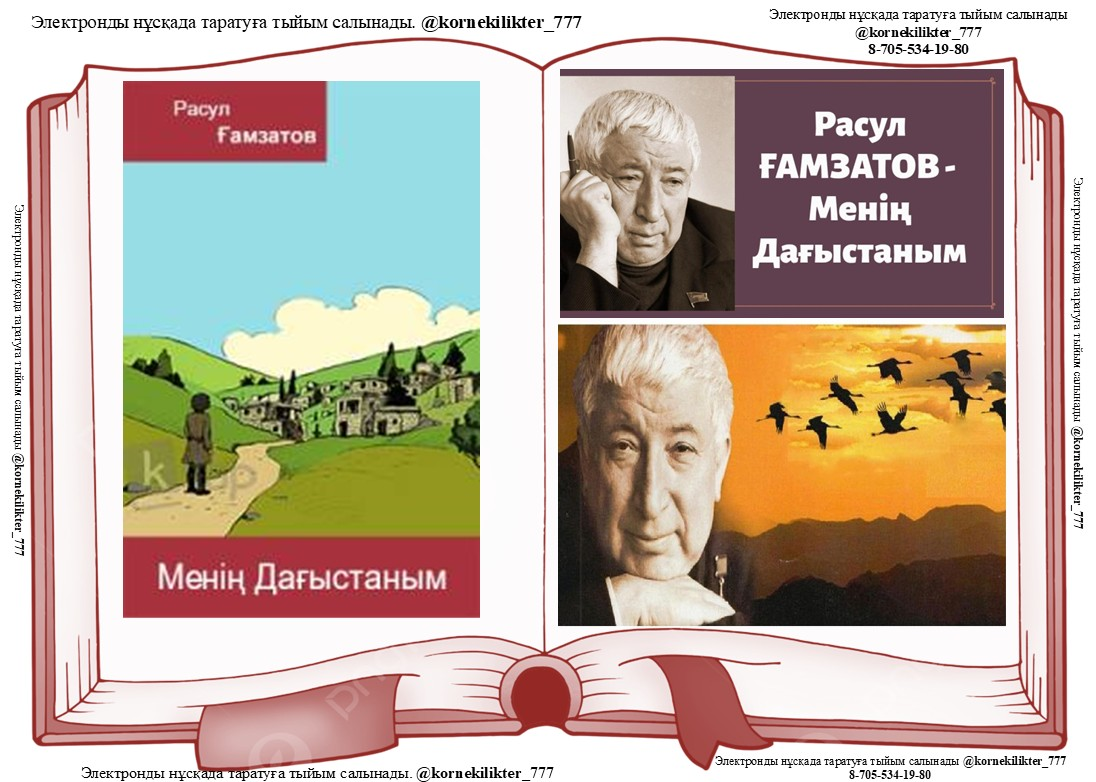 Электронды нұсқада таратуға тыйым салынады. @kornekilikter_777
Электронды нұсқада таратуға тыйым салынады
@kornekilikter_777
8-705-534-19-80
Расул
Ғамзатов
Менің Дағыстаным
Расул
ҒАМЗАТОВ -
Менің
Дағыстаным
Электронды нұсқада таратуға тыйым салынады @kornekilikter_777
Электронды нұсқада таратуға тыйым салынады @kornekilikter_777
Электронды нұсқада таратуға тыйым салынады. @kornekilikter_777
Электронды нұсқада таратуға тыйым салынады @kornekilikter_777
8-705-534-19-80